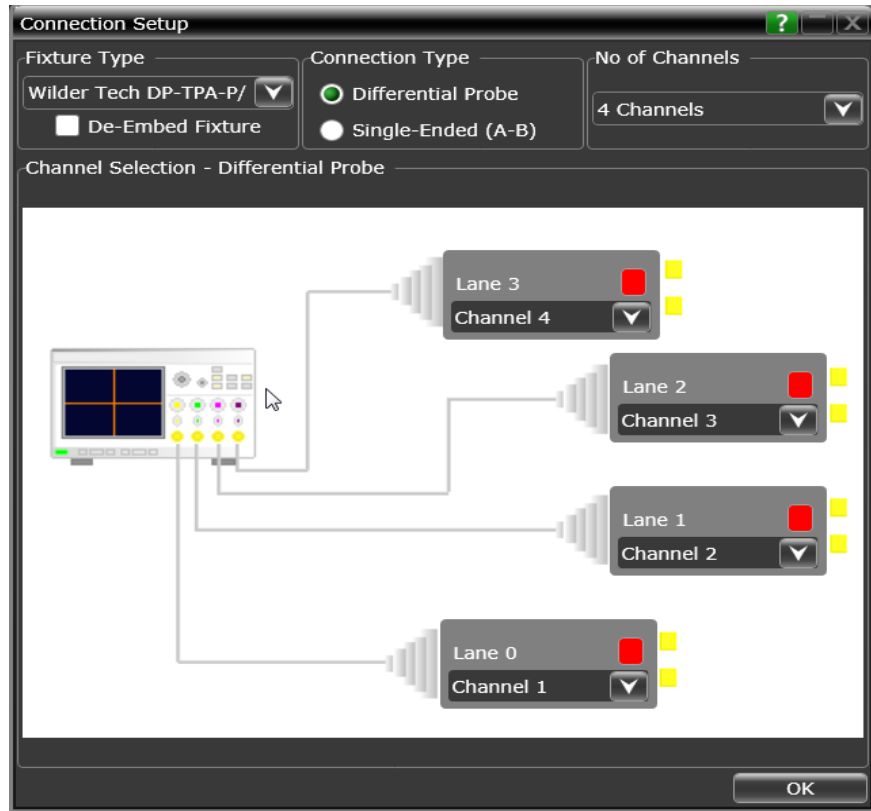 Connection Setup
?
Fixture Type
Wilder Tech DP-TPA-P/
De-Embed Fixture
Connection Type
Differential Probe
Single-Ended (A-B)
No of Channels
4 Channels
Channel Selection - Differential Probe
Lane 3
Channel 4
Lane 2
Channel 3
Lane 1
Channel 2
Lane 0
Channel 1
OK